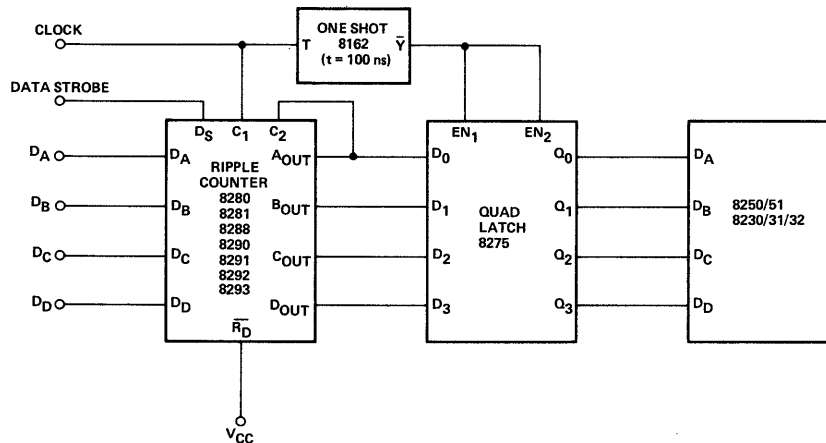 CLOCK
ONE SHOT
8162
(t = 100 ns)
T
Y̅
DATA STROBE
DS
C1
C2
EN1
EN2
DA
DB
DC
DD
DA
DB
DC
DD
RIPPLE
COUNTER
8280
8281
8288
8290
8291
8292
8293
R̅D̅
AOUT
BOUT
COUT
DOUT
D0
D1
D2
D3
QUAD
LATCH
8275
Q0
Q1
Q2
Q3
DA
DB
DC
DD
8250/51
8230/31/32
VCC